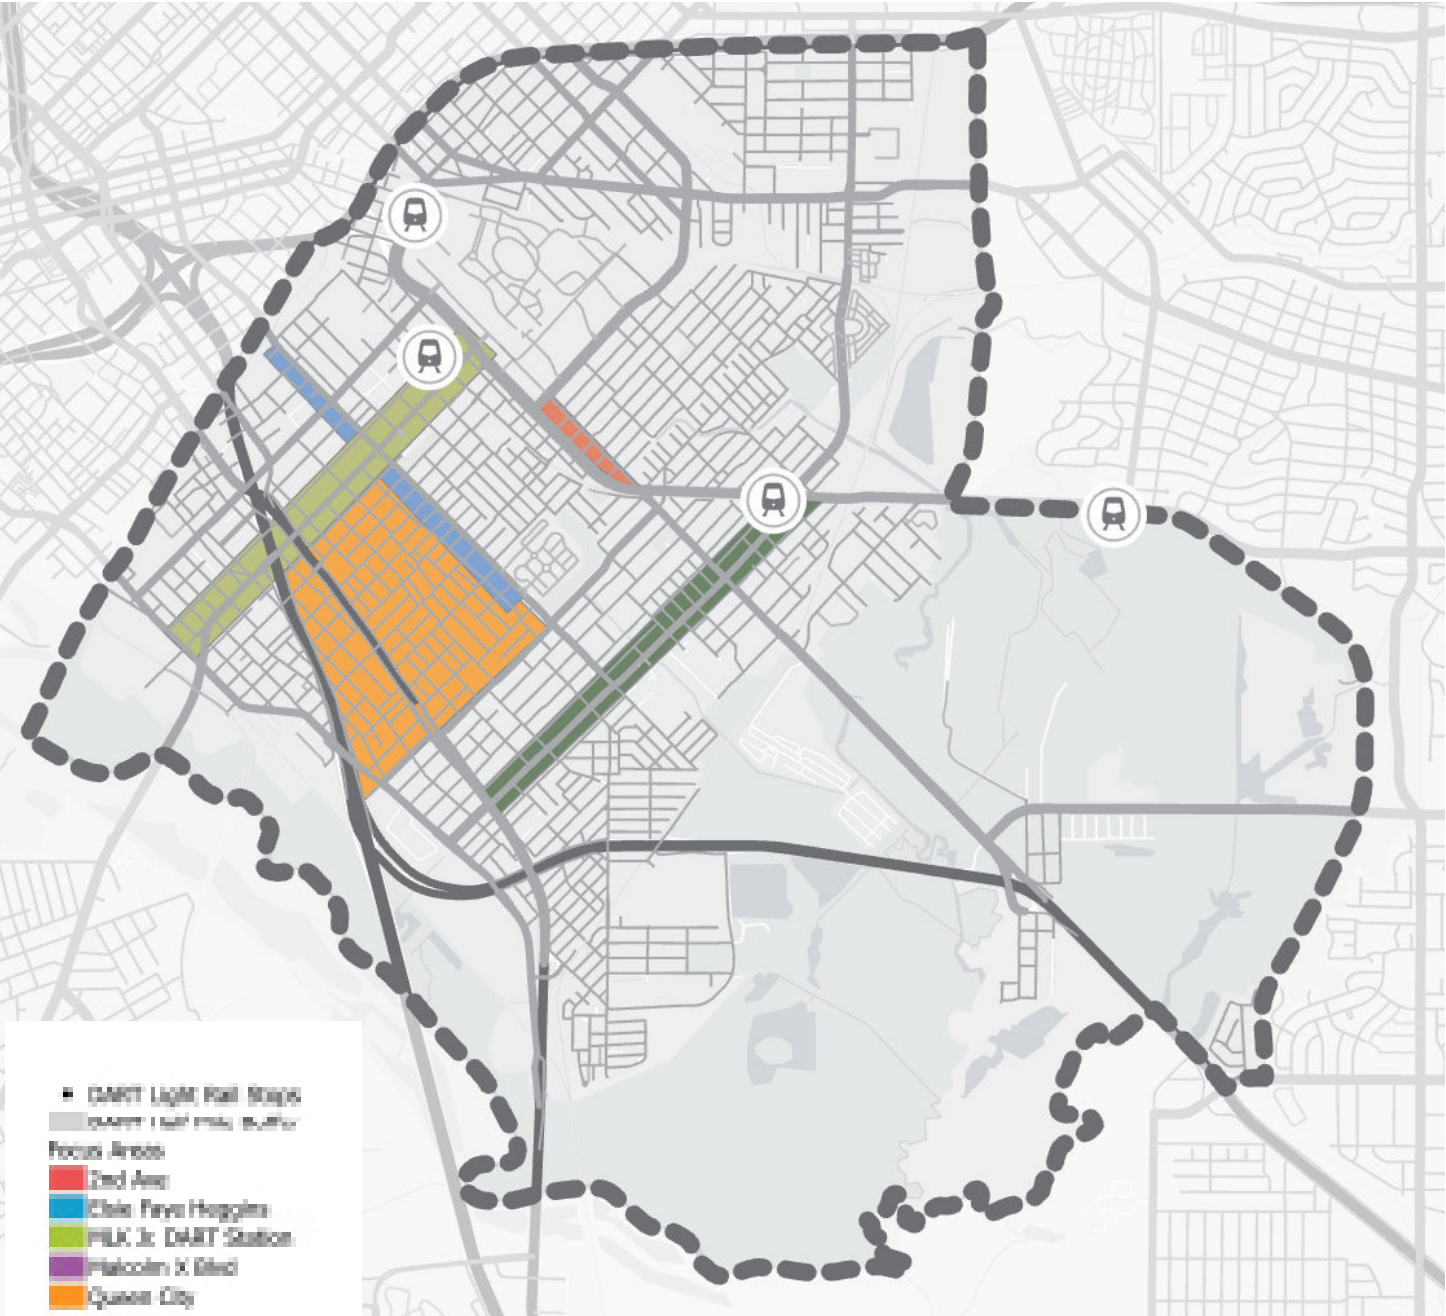 DART Light Rail Stops
DART
Focus Areas
2nd Ave
Elsie Faye Heggins
MLK Jr. DART Station
Malcolm X Blvd
Queen City